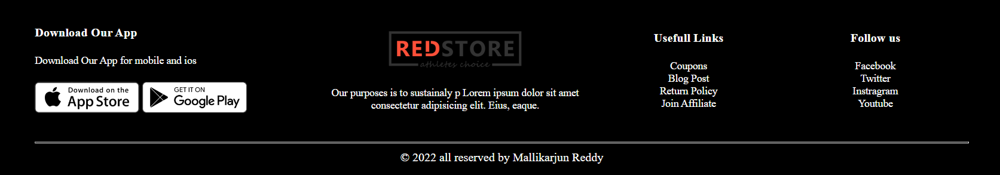 Download Our App
Download Our App for mobile and ios
Download on the
App Store
GET IT ON
Google Play
REDSTORE
athletes choice
Our purposes is to sustainaly p Lorem ipsum dolor sit amet
consectetur adipisicing elit. Eius, eaque.
Usefull Links
Coupons
Blog Post
Return Policy
Join Affiliate
Follow us
Facebook
Twitter
Instragram
Youtube
© 2022 all reserved by Mallikarjun Reddy